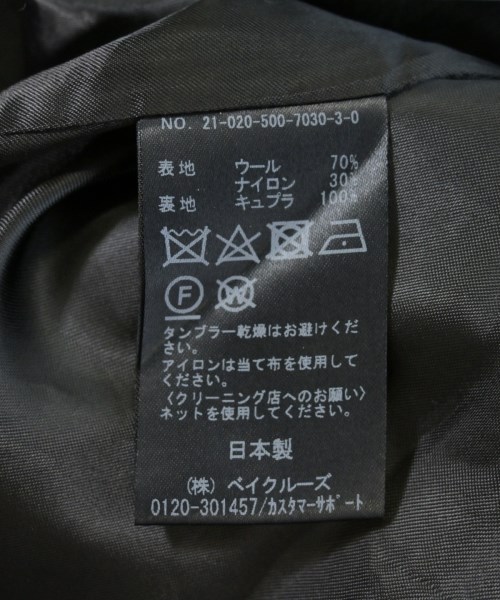 NO. 21-020-500-7030-3-0
表地 ウール 70%
ナイロン 30%
裏地 キュプラ 100%
F W
タンブラー乾燥はお避けくだ
さい。
アイロンは当て布を使用して
ください。
〈クリーニング店へのお願い〉
ネットを使用してください。
日本製
(株) ベイクルーズ
0120-301457/カスタマーサポート